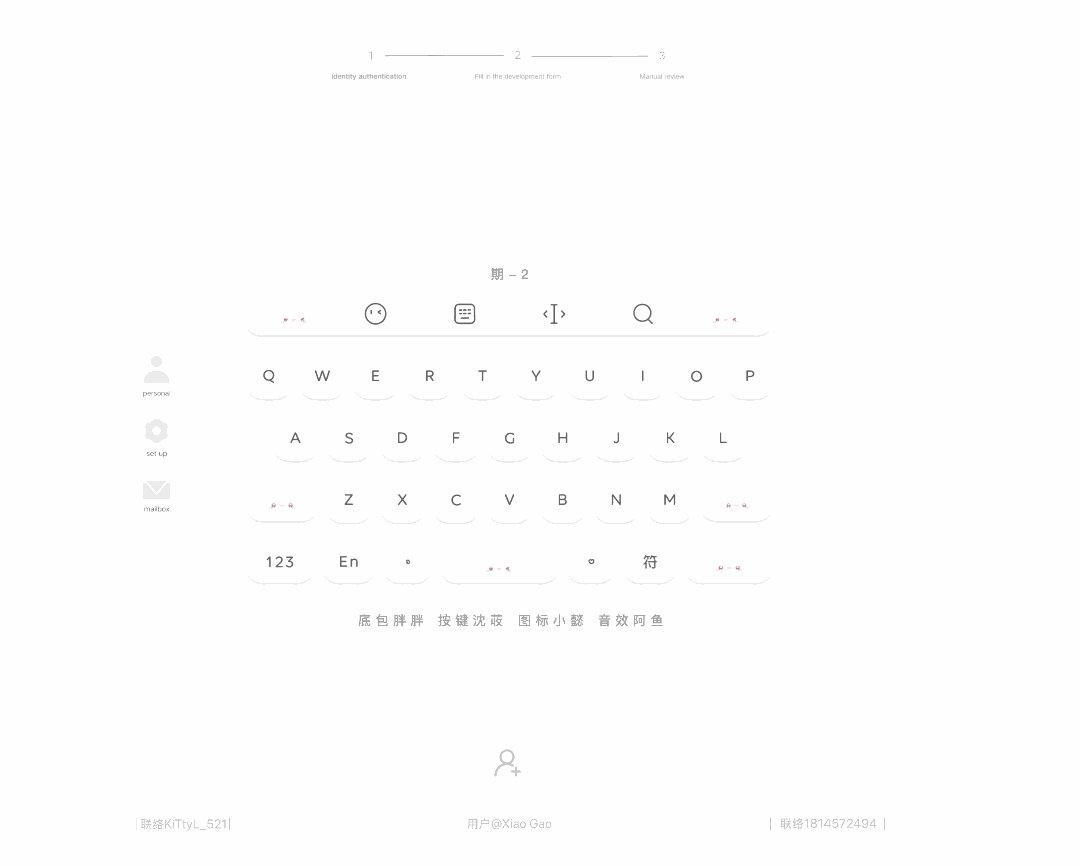 1 2 3
identity authentication Fill in the development form Manual review
期 – 2
Q W E R T Y U I O P
personal
A S D F G H J K L
set up
Z X C V B N M
mailbox
123 En 符
底包胖胖 按键沈荍 图标小懿 音效阿鱼
|联络KiTtyL_521| 用户@Xiao Gao | 联络1814572494 |